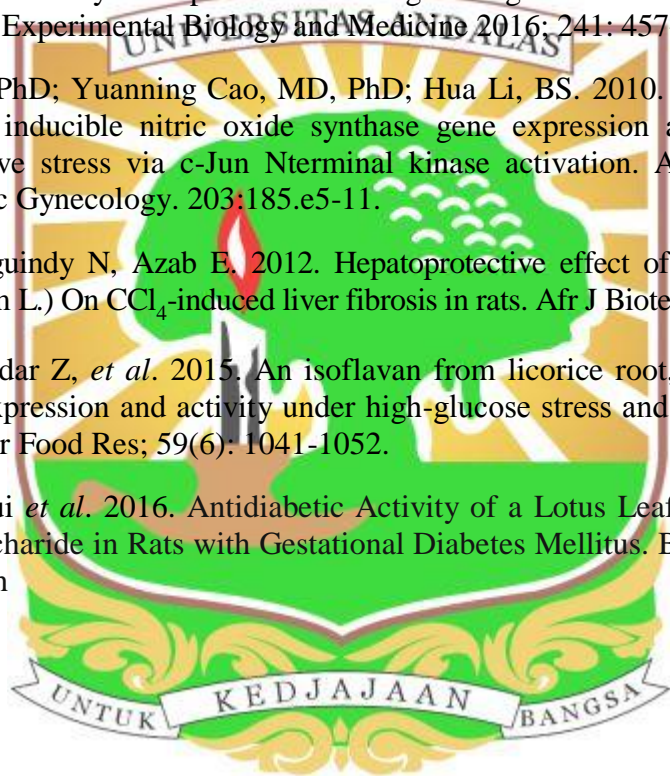 Experimental Biology and Medicine 2016; 241: 457
UNIVERSITAS ANDALAS
PhD; Yuanning Cao, MD, PhD; Hua Li, BS. 2010.
inducible nitric oxide synthase gene expression a
ve stress via c-Jun Nterminal kinase activation. A
c Gynecology. 203:185.e5-11.
guindy N, Azab E. 2012. Hepatoprotective effect of
n L.) On CCl₄-induced liver fibrosis in rats. Afr J Biote
dar Z, et al. 2015. An isoflavan from licorice root,
xpression and activity under high-glucose stress and
r Food Res; 59(6): 1041-1052.
ui et al. 2016. Antidiabetic Activity of a Lotus Leaf
charide in Rats with Gestational Diabetes Mellitus. B
n
UNTUK KEDJAJAAN BANGSA